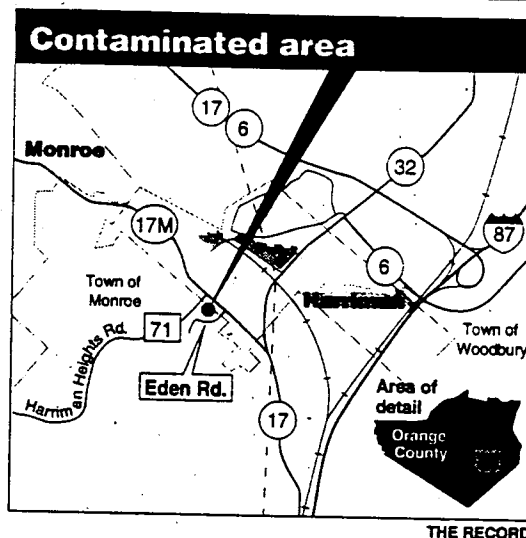 Contaminated area
17
6
Monroe
32
17M
87
6
Town of
Monroe
Harriman
71
Town of
Woodbury
Harriman Heights Rd.
Eden Rd.
Area of
detail
Orange
County
17
THE RECORD